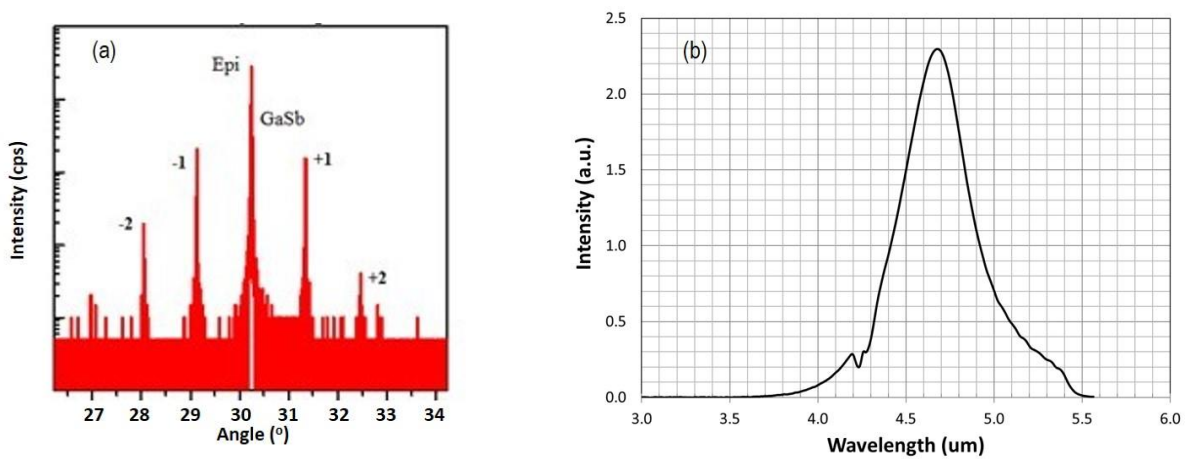 (a)
Epi
GaSb
-1
+1
-2
+2
Intensity (cps)
27 28 29 30 31 32 33 34
Angle (º)
(b)
2.5
2.0
1.5
1.0
0.5
0.0
Intensity (a.u.)
3.0 3.5 4.0 4.5 5.0 5.5 6.0
Wavelength (um)